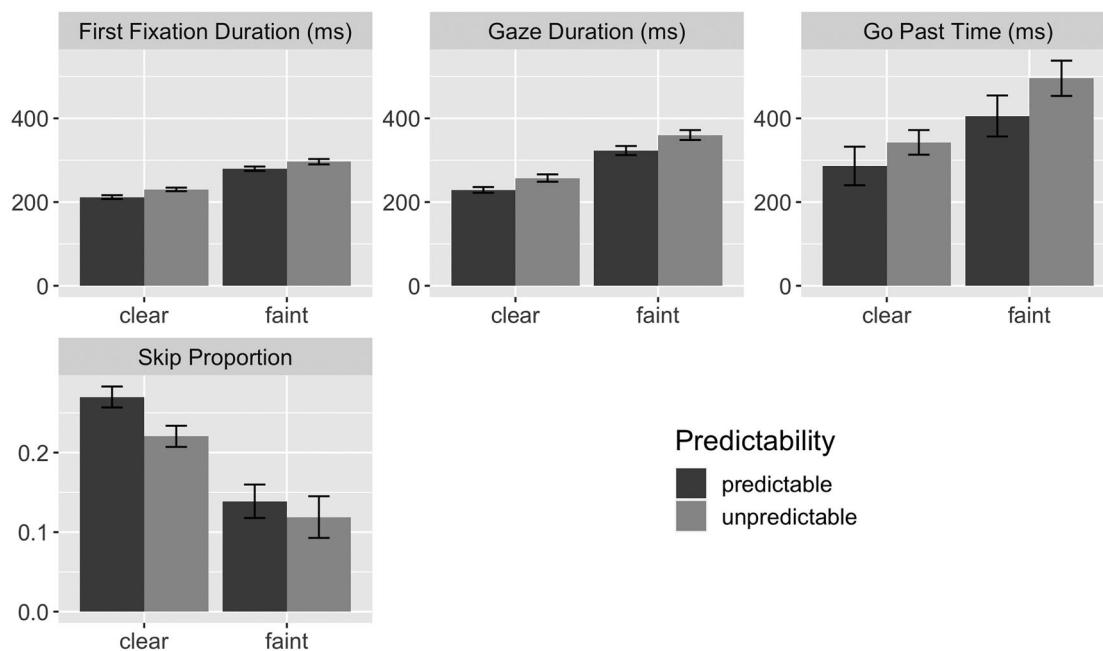 First Fixation Duration (ms)
Gaze Duration (ms)
Go Past Time (ms)
400
200
0
clear
faint
400
200
0
clear
faint
400
200
0
clear
faint
Skip Proportion
0.2
0.1
0.0
clear
faint
Predictability
predictable
unpredictable